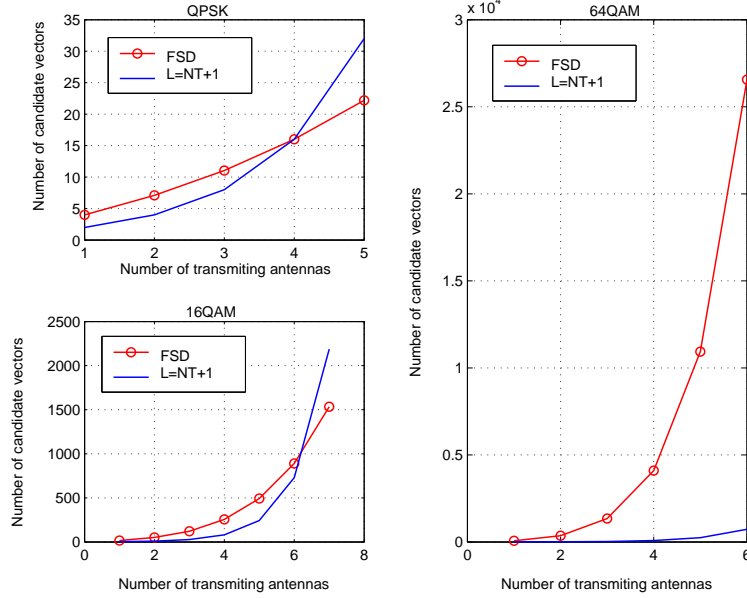 QPSK
35
30
25
20
15
10
5
0
Number of candidate vectors
FSD
L=NT+1
1
2
3
4
5
Number of transmiting antennas
16QAM
2500
2000
1500
1000
500
0
Number of candidate vectors
FSD
L=NT+1
0
2
4
6
8
Number of transmiting antennas
x 10^4
64QAM
3
2.5
2
1.5
1
0.5
0
Number of candidate vectors
FSD
L=NT+1
0
2
4
6
Number of transmiting antennas